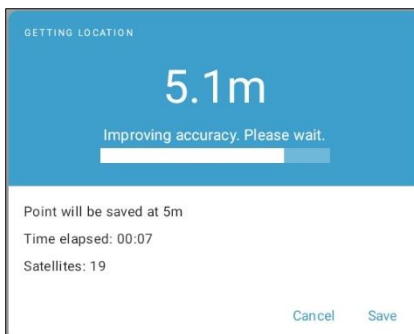 GETTING LOCATION
5.1m
Improving accuracy. Please wait.
Point will be saved at 5m
Time elapsed: 00:07
Satellites: 19
Cancel Save